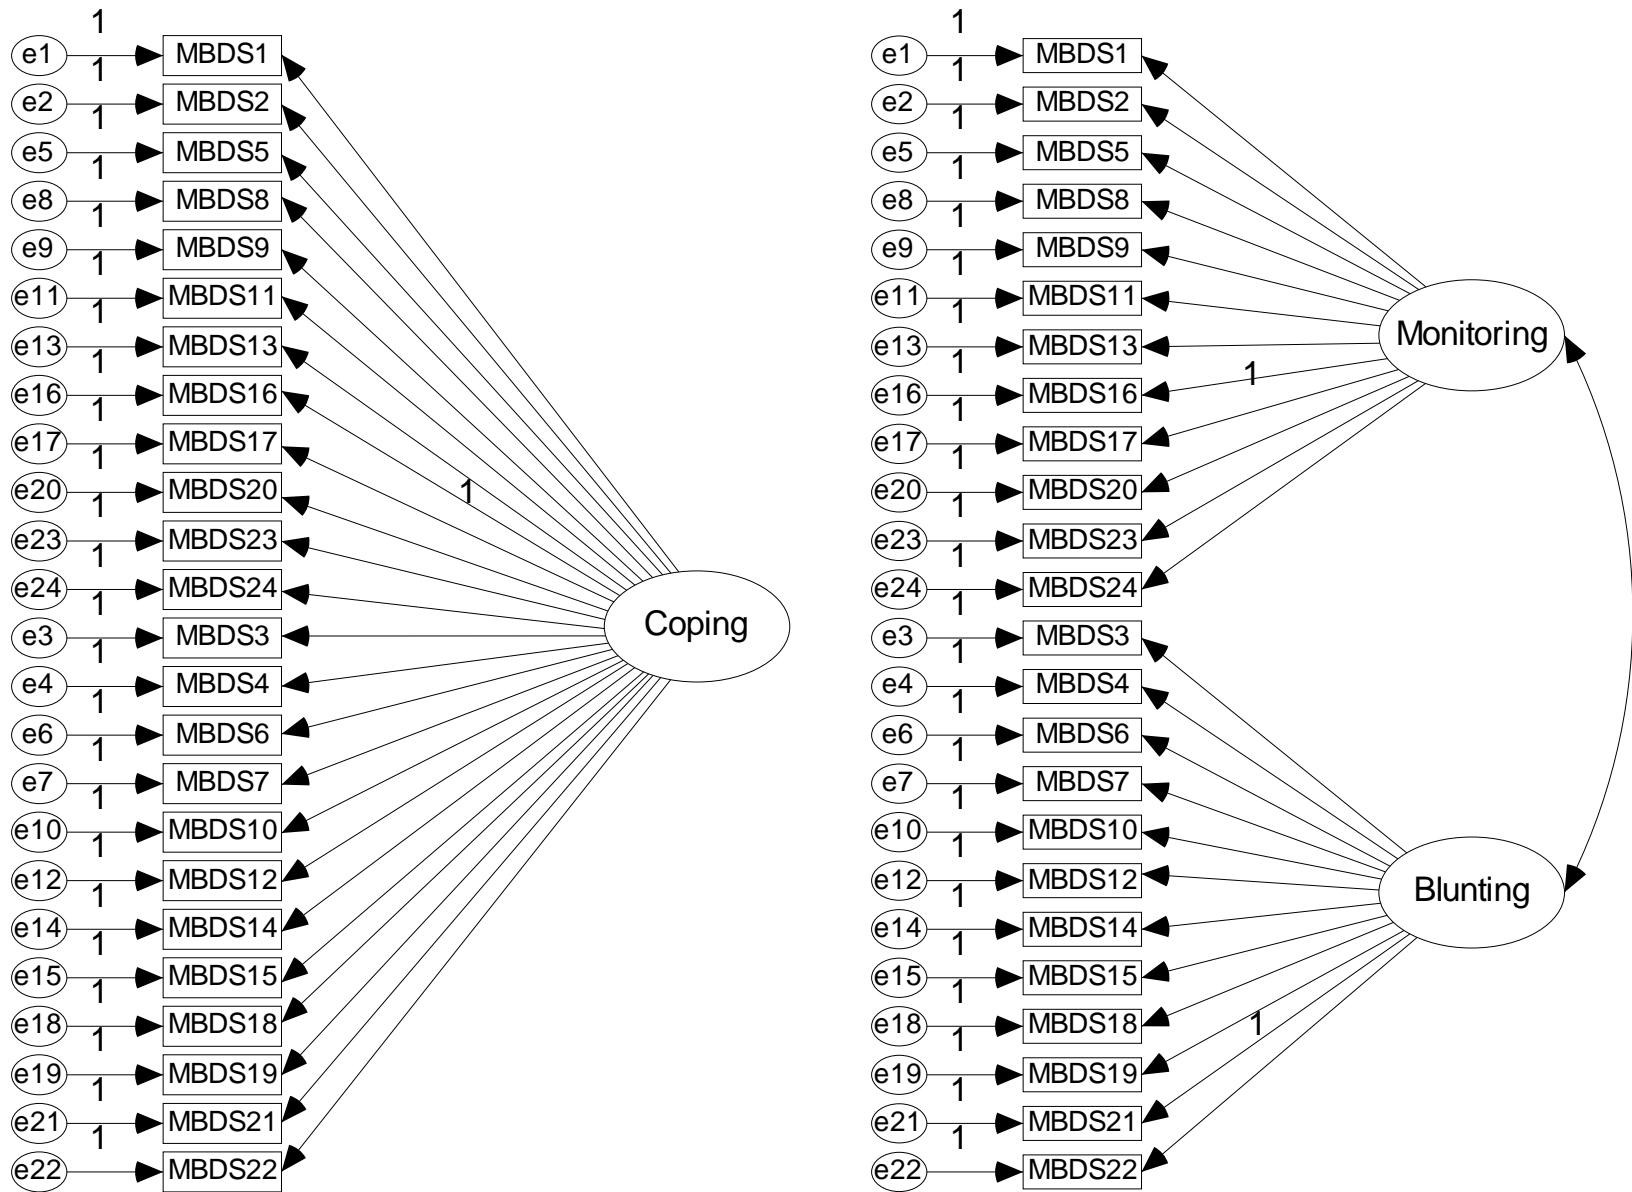 1 1
e1 MBDS1 e1 MBDS1
1 1
e2 MBDS2 e2 MBDS2
1 1
e5 MBDS5 e5 MBDS5
1 1
e8 MBDS8 e8 MBDS8
1 1
e9 MBDS9 e9 MBDS9
1 1
e11 MBDS11 e11 MBDS11
1 1
e13 MBDS13 e13 MBDS13 Monitoring
1 1 1
e16 MBDS16 e16 MBDS16
1 1
e17 MBDS17 e17 MBDS17
1 1
e20 MBDS20 1 e20 MBDS20
1 1
e23 MBDS23 e23 MBDS23
1 1
e24 MBDS24 e24 MBDS24
1 1
e3 MBDS3 Coping e3 MBDS3
1 1
e4 MBDS4 e4 MBDS4
1 1
e6 MBDS6 e6 MBDS6
1 1
e7 MBDS7 e7 MBDS7
1 1
e10 MBDS10 e10 MBDS10
1 1
e12 MBDS12 e12 MBDS12 Blunting
1 1
e14 MBDS14 e14 MBDS14
1 1
e15 MBDS15 e15 MBDS15
1 1
e18 MBDS18 e18 MBDS18 1
1 1
e19 MBDS19 e19 MBDS19
1 1
e21 MBDS21 e21 MBDS21
1 1
e22 MBDS22 e22 MBDS22